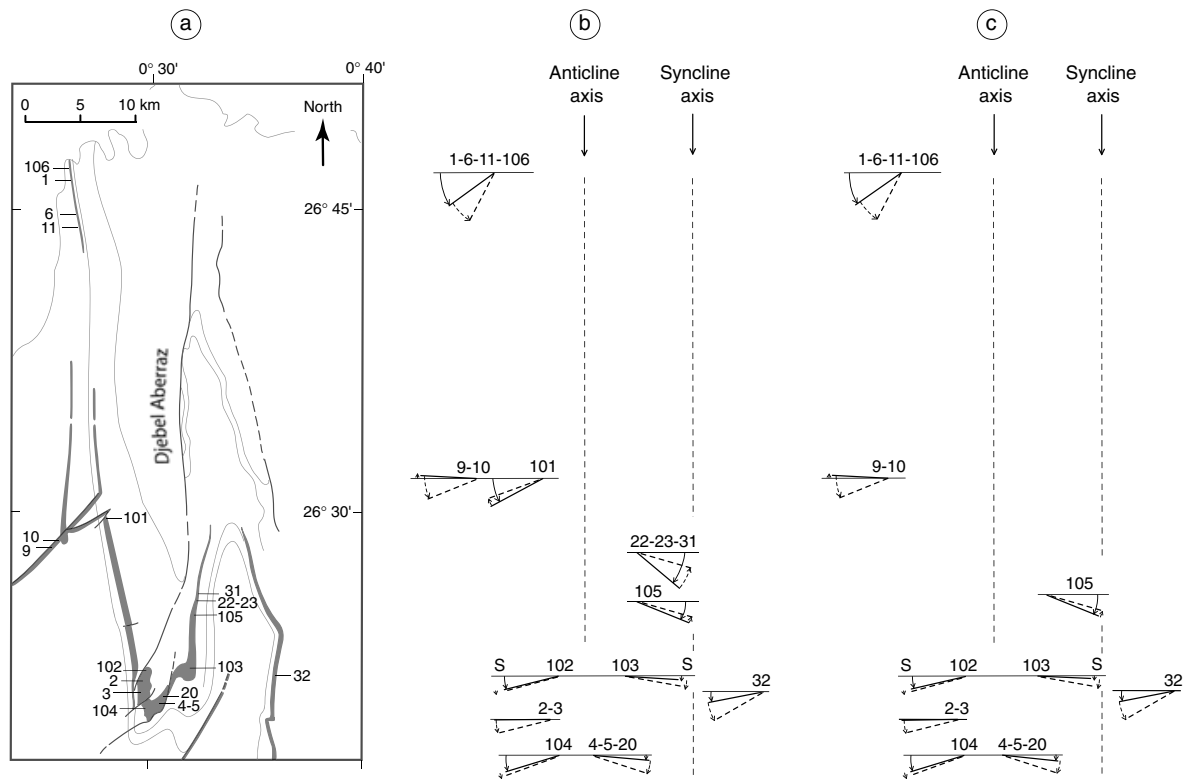 a
0° 30'
0° 40'
0 5 10 km
North
106
1
6
11
26° 45'
Djebel Aberraz
26° 30'
101
10
9
31
22-23
105
102
103
2
32
3
20
104
4-5
b
Anticline
axis
Syncline
axis
1-6-11-106
9-10 101
22-23-31
105
S 102 103 S
32
2-3
104 4-5-20
c
Anticline
axis
Syncline
axis
1-6-11-106
9-10
105
S 102 103 S
32
2-3
104 4-5-20